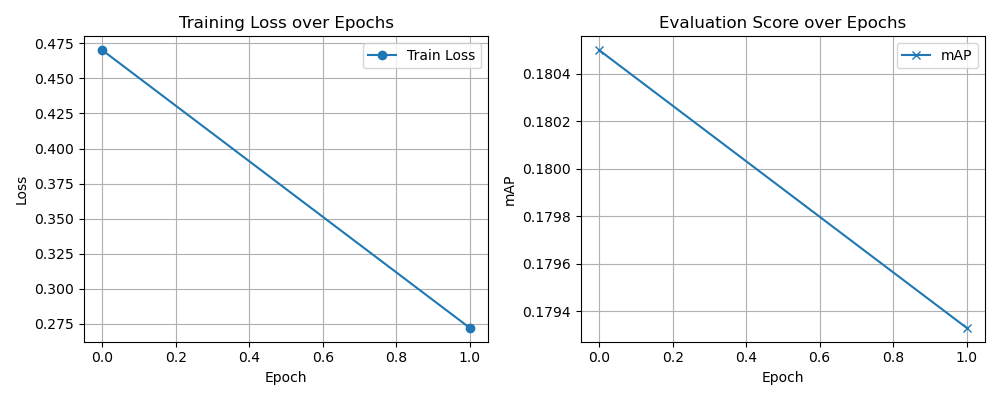 Training Loss over Epochs
Train Loss
0.475
0.450
0.425
0.400
0.375
0.350
0.325
0.300
0.275
Loss
0.0 0.2 0.4 0.6 0.8 1.0
Epoch
Evaluation Score over Epochs
mAP
0.1804
0.1802
0.1800
0.1798
0.1796
0.1794
mAP
0.0 0.2 0.4 0.6 0.8 1.0
Epoch